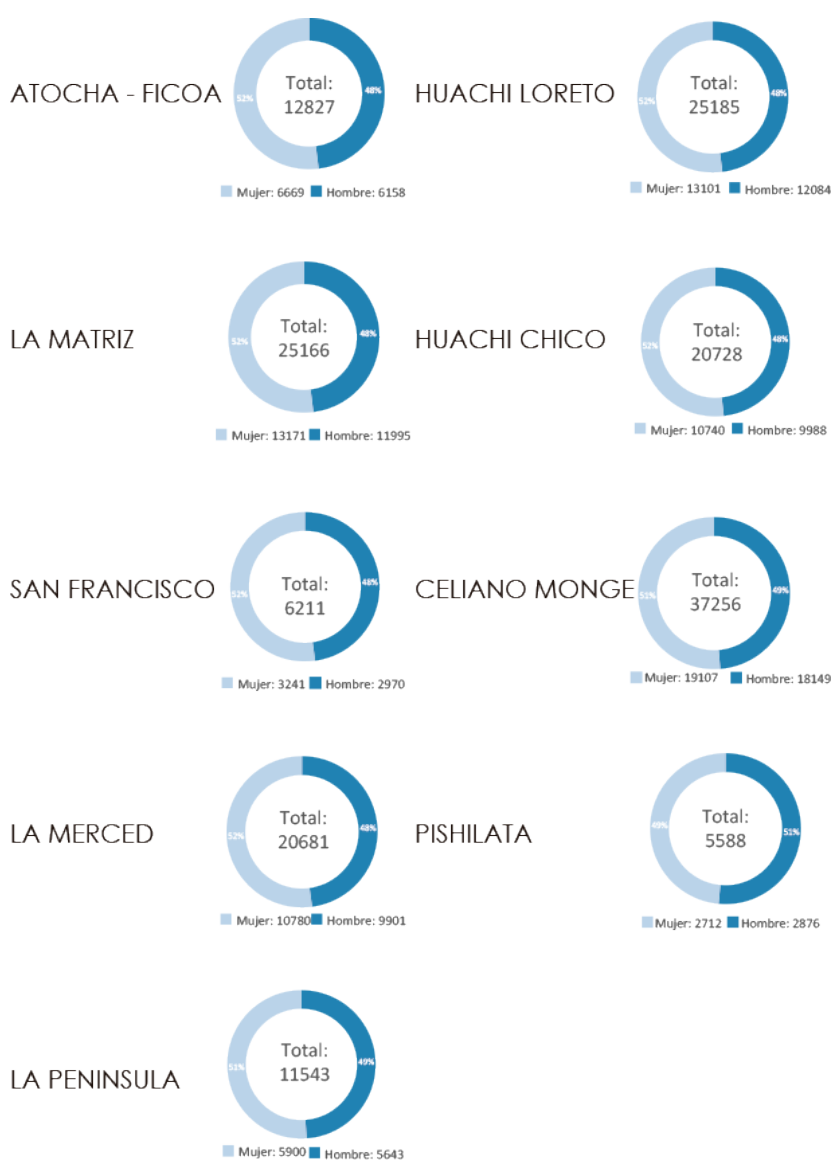 ATOCHA - FICOA
Total:
12827
52%
48%
Mujer: 6669 Hombre: 6158
HUACHI LORETO
Total:
25185
52%
48%
Mujer: 13101 Hombre: 12084
LA MATRIZ
Total:
25166
52%
48%
Mujer: 13171 Hombre: 11995
HUACHI CHICO
Total:
20728
52%
48%
Mujer: 10740 Hombre: 9988
SAN FRANCISCO
Total:
6211
52%
48%
Mujer: 3241 Hombre: 2970
CELIANO MONGE
Total:
37256
51%
49%
Mujer: 19107 Hombre: 18149
LA MERCED
Total:
20681
52%
48%
Mujer: 10780 Hombre: 9901
PISHILATA
Total:
5588
49%
51%
Mujer: 2712 Hombre: 2876
LA PENINSULA
Total:
11543
51%
49%
Mujer: 5900 Hombre: 5643